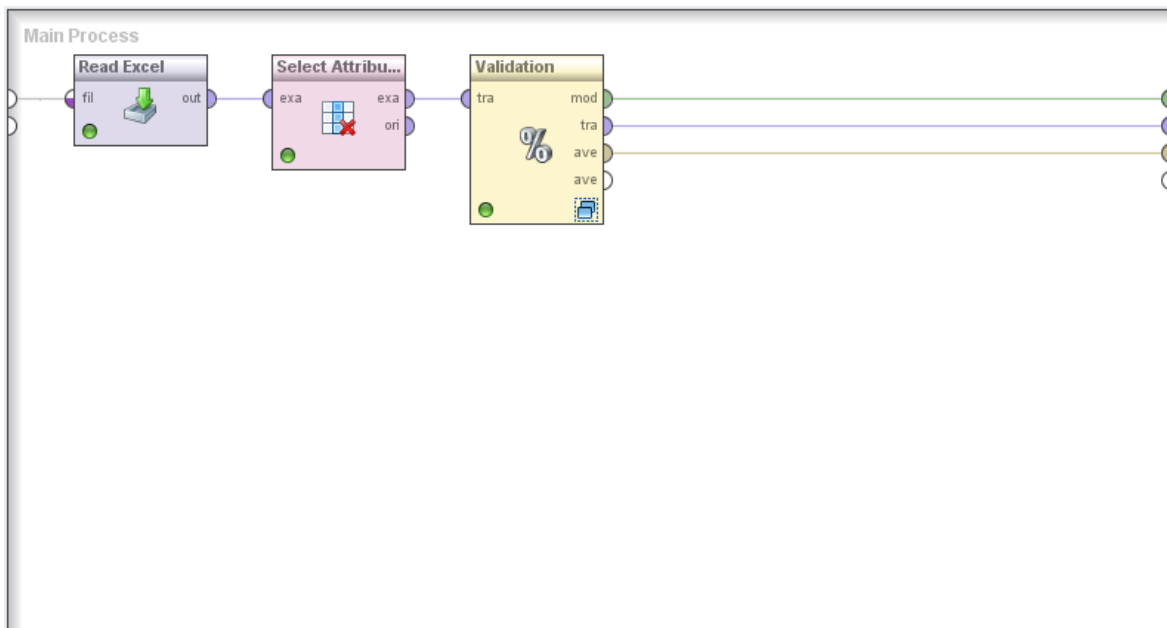 Main Process
Read Excel
fil
out
Select Attribu...
exa
exa
ori
Validation
tra
mod
tra
ave
ave
%